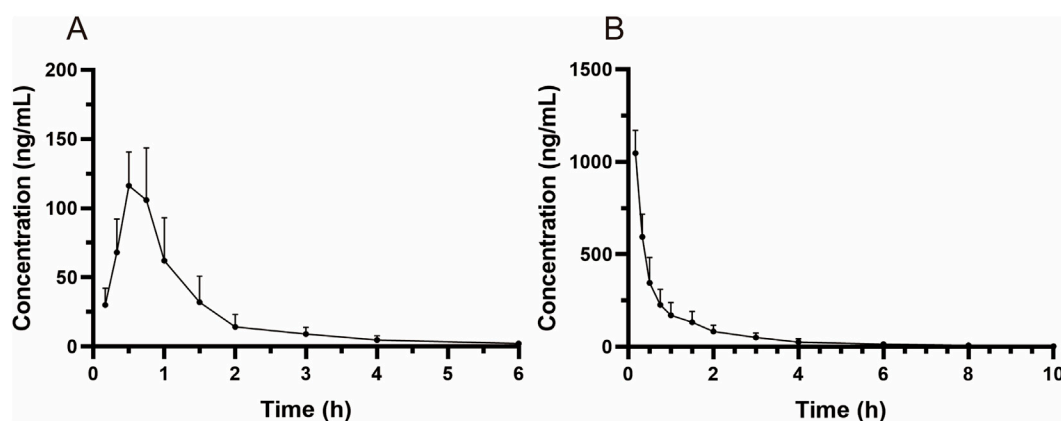 A
Concentration (ng/mL)
200
150
100
50
0
0 1 2 3 4 5 6
Time (h)
B
Concentration (ng/mL)
1500
1000
500
0
0 2 4 6 8 10
Time (h)